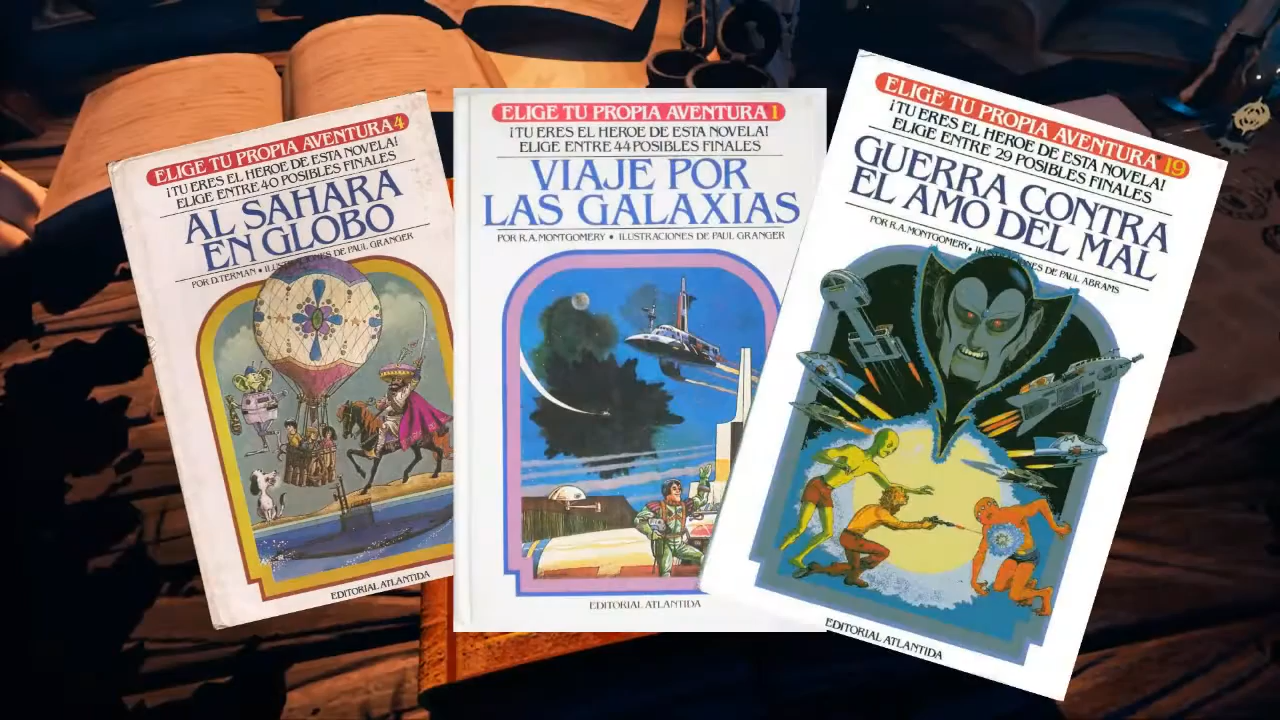 ELIGE TU PROPIA AVENTURA 4
¡TU ERES EL HEROE DE ESTA NOVELA!
ELIGE ENTRE 40 POSIBLES FINALES
AL SAHARA
EN GLOBO
POR D. TERMAN • ILUSTRACIONES DE PAUL GRANGER
EDITORIAL ATLANTIDA
ELIGE TU PROPIA AVENTURA 1
¡TU ERES EL HEROE DE ESTA NOVELA!
ELIGE ENTRE 44 POSIBLES FINALES
VIAJE POR
LAS GALAXIAS
POR R.A. MONTGOMERY • ILUSTRACIONES DE PAUL GRANGER
EDITORIAL ATLANTIDA
ELIGE TU PROPIA AVENTURA 19
¡TU ERES EL HEROE DE ESTA NOVELA!
ELIGE ENTRE 29 POSIBLES FINALES
GUERRA CONTRA
EL AMO DEL MAL
POR R.A. MONTGOMERY • ILUSTRACIONES DE PAUL ABRAMS
EDITORIAL ATLANTIDA